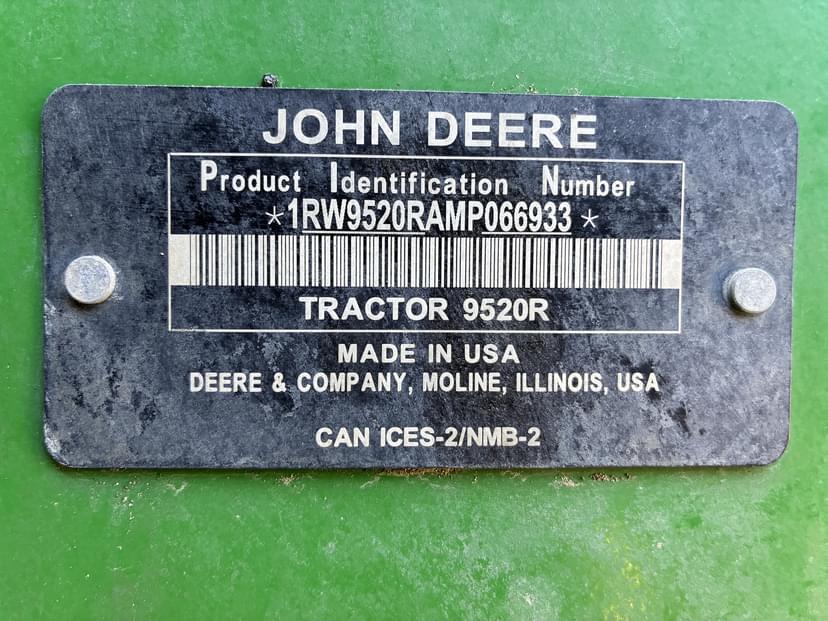 JOHN DEERE
Product Identification Number
*1RW9520RAMP066933*
TRACTOR 9520R
MADE IN USA
DEERE & COMPANY, MOLINE, ILLINOIS, USA
CAN ICES-2/NMB-2